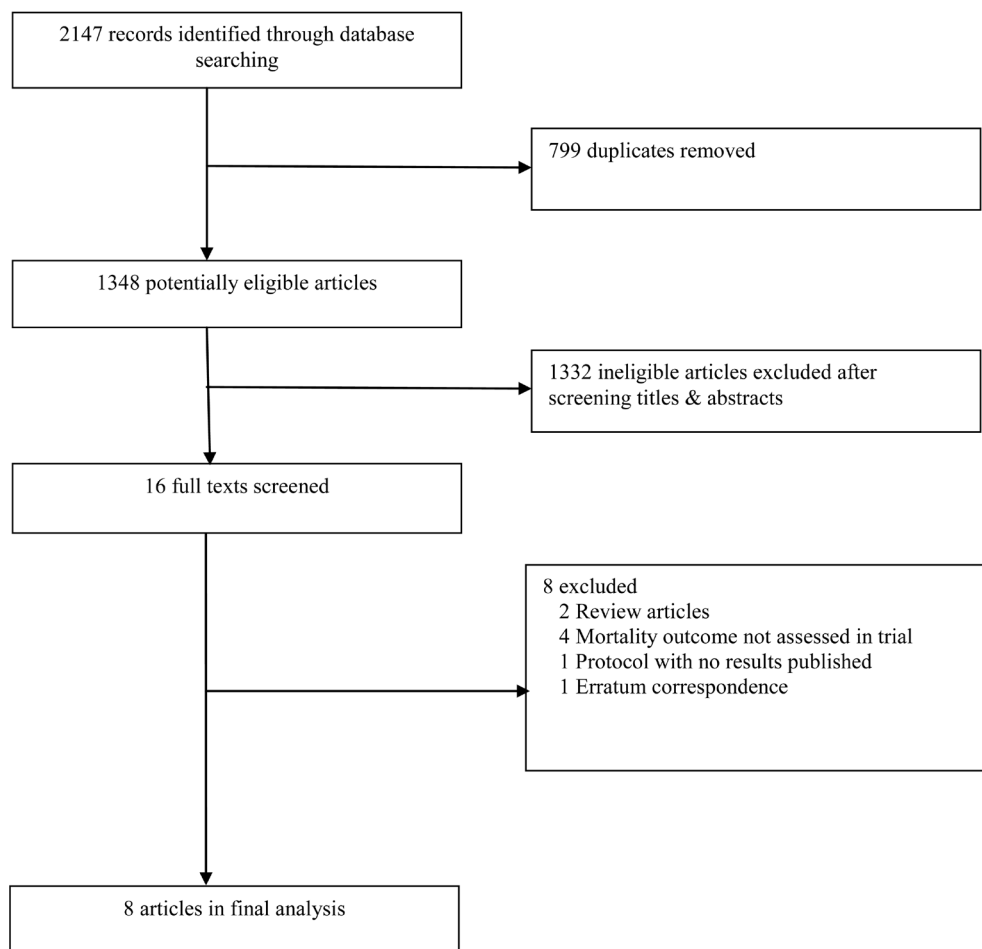 2147 records identified through database
searching
799 duplicates removed
1348 potentially eligible articles
1332 ineligible articles excluded after
screening titles & abstracts
16 full texts screened
8 excluded
2 Review articles
4 Mortality outcome not assessed in trial
1 Protocol with no results published
1 Erratum correspondence
8 articles in final analysis